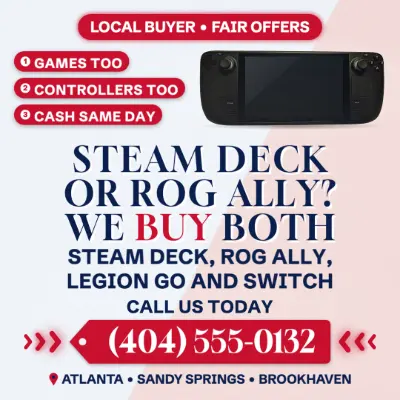 LOCAL BUYER • FAIR OFFERS
1 GAMES TOO
2 CONTROLLERS TOO
3 CASH SAME DAY
STEAM DECK
OR ROG ALLY?
WE BUY BOTH
STEAM DECK, ROG ALLY,
LEGION GO AND SWITCH
CALL US TODAY
(404) 555-0132
ATLANTA • SANDY SPRINGS • BROOKHAVEN